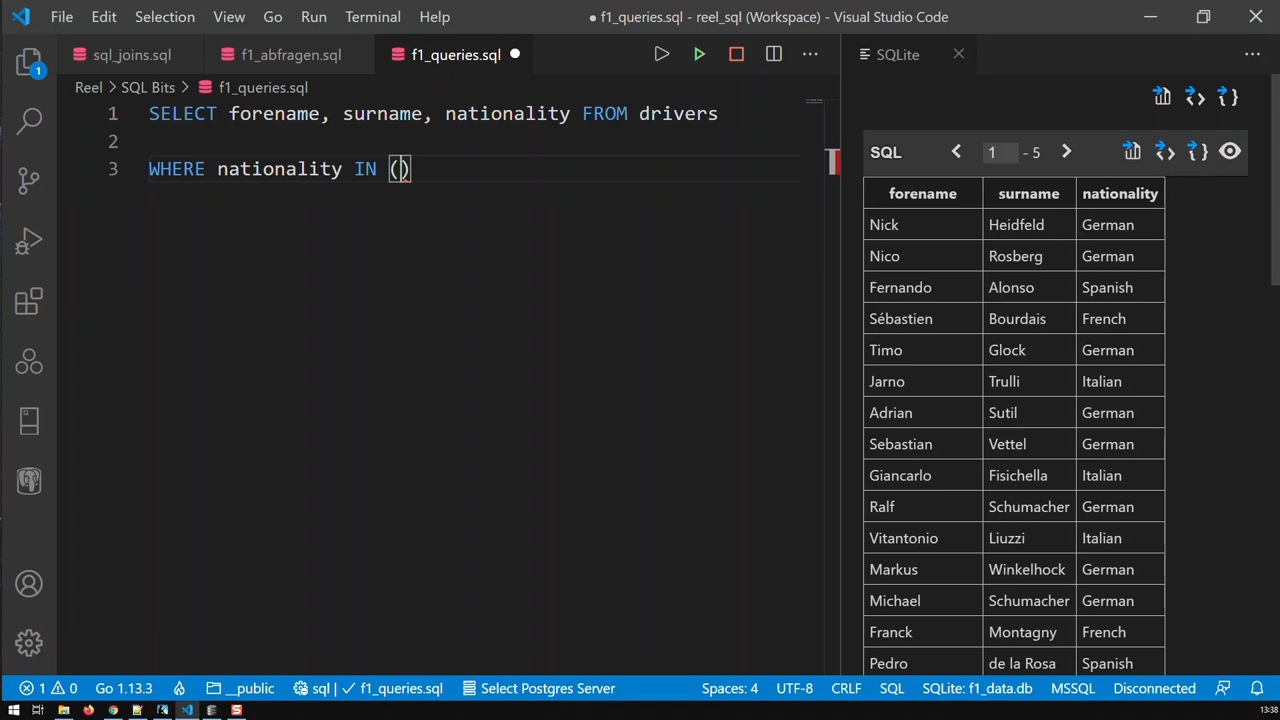 File Edit Selection View Go Run Terminal Help
● f1_queries.sql - reel_sql (Workspace) - Visual Studio Code
sql_joins.sql
f1_abfragen.sql
f1_queries.sql ●
SQLite
Reel > SQL Bits > f1_queries.sql
1 SELECT forename, surname, nationality FROM drivers
2
3 WHERE nationality IN ()
1
SQL < 1 - 5 >
forename surname nationality
Nick Heidfeld German
Nico Rosberg German
Fernando Alonso Spanish
Sébastien Bourdais French
Timo Glock German
Jarno Trulli Italian
Adrian Sutil German
Sebastian Vettel German
Giancarlo Fisichella Italian
Ralf Schumacher German
Vitantonio Liuzzi Italian
Markus Winkelhock German
Michael Schumacher German
Franck Montagny French
Pedro de la Rosa Spanish
1 0 Go 1.13.3 __public sql | ✓ f1_queries.sql Select Postgres Server Spaces: 4 UTF-8 CRLF SQL SQLite: f1_data.db MSSQL Disconnected
13:38